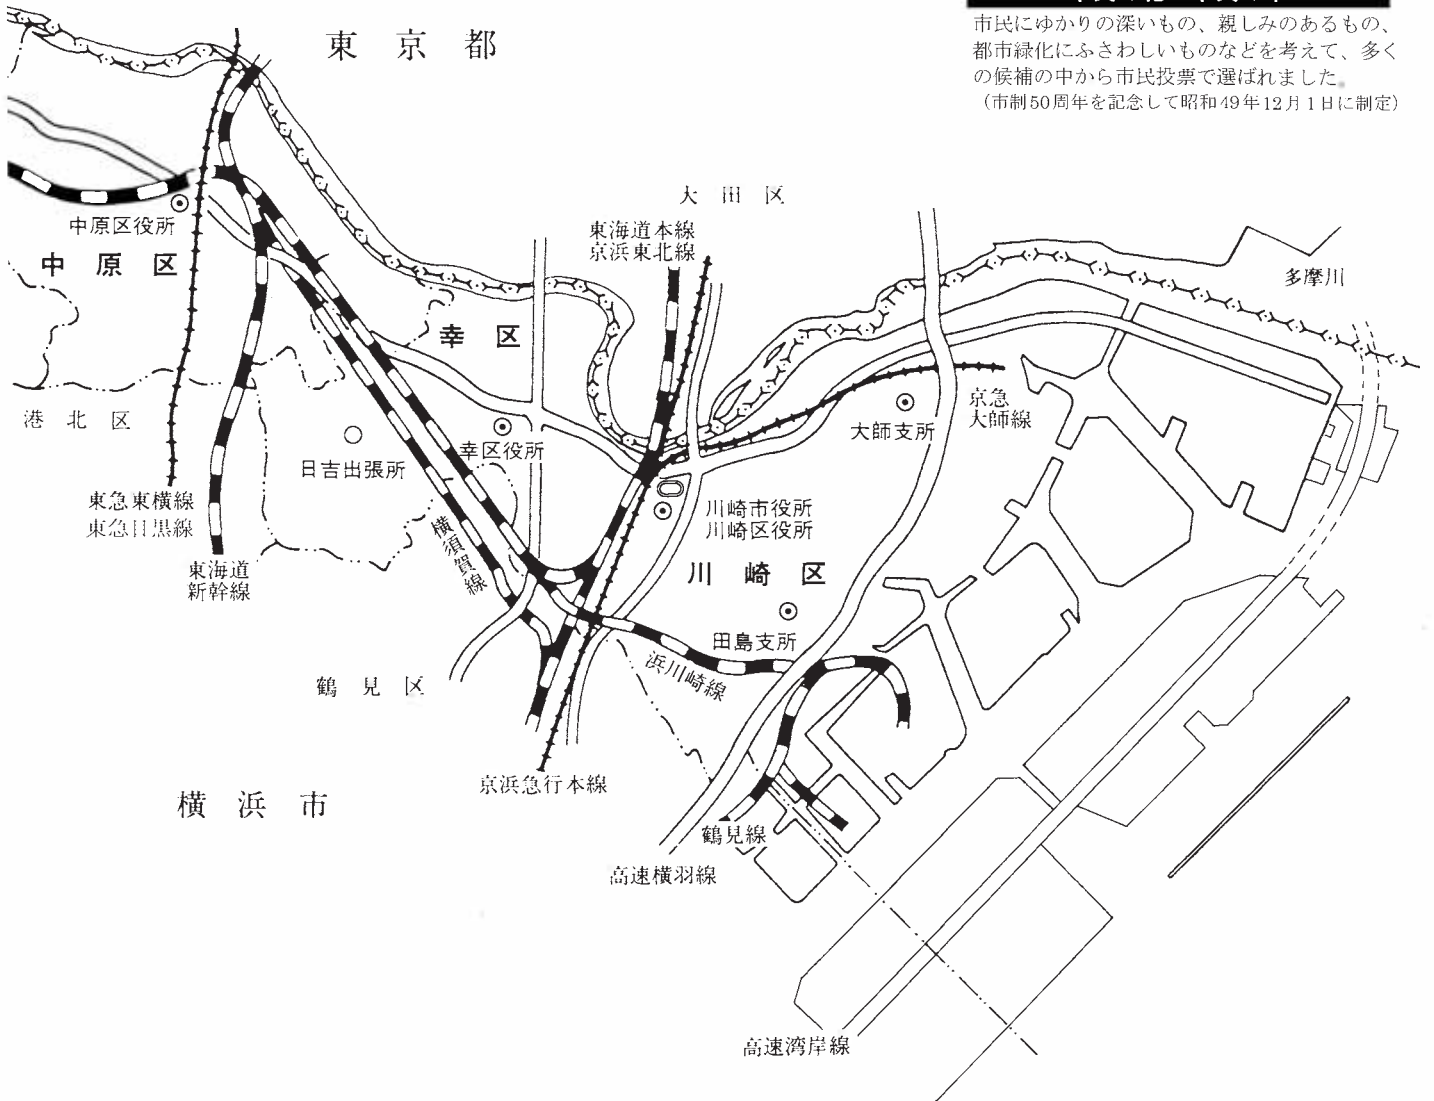 市民にゆかりの深いもの、親しみのあるもの、
都市緑化にふさわしいものなどを考えて、多く
の候補の中から市民投票で選ばれました。
(市制50周年を記念して昭和49年12月1日に制定)
東京都
大田区
東海道本線
京浜東北線
多摩川
中原区役所
中原区
幸区
港北区
京急
大師線
大師支所
幸区役所
日吉出張所
東急東横線
東急目黒線
川崎市役所
川崎区役所
横須賀線
東海道
新幹線
川崎区
田島支所
浜川崎線
鶴見区
京浜急行本線
横浜市
鶴見線
高速横羽線
高速湾岸線